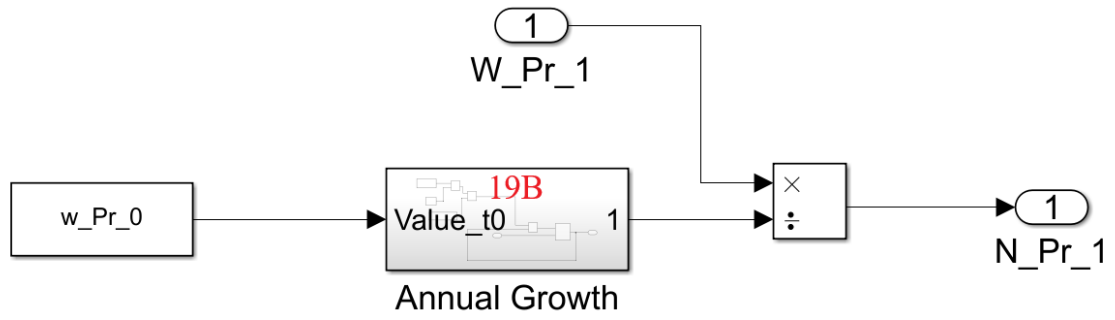 1
W_Pr_1
w_Pr_0
19B
Value_t0
1
Annual Growth
×
÷
1
N_Pr_1